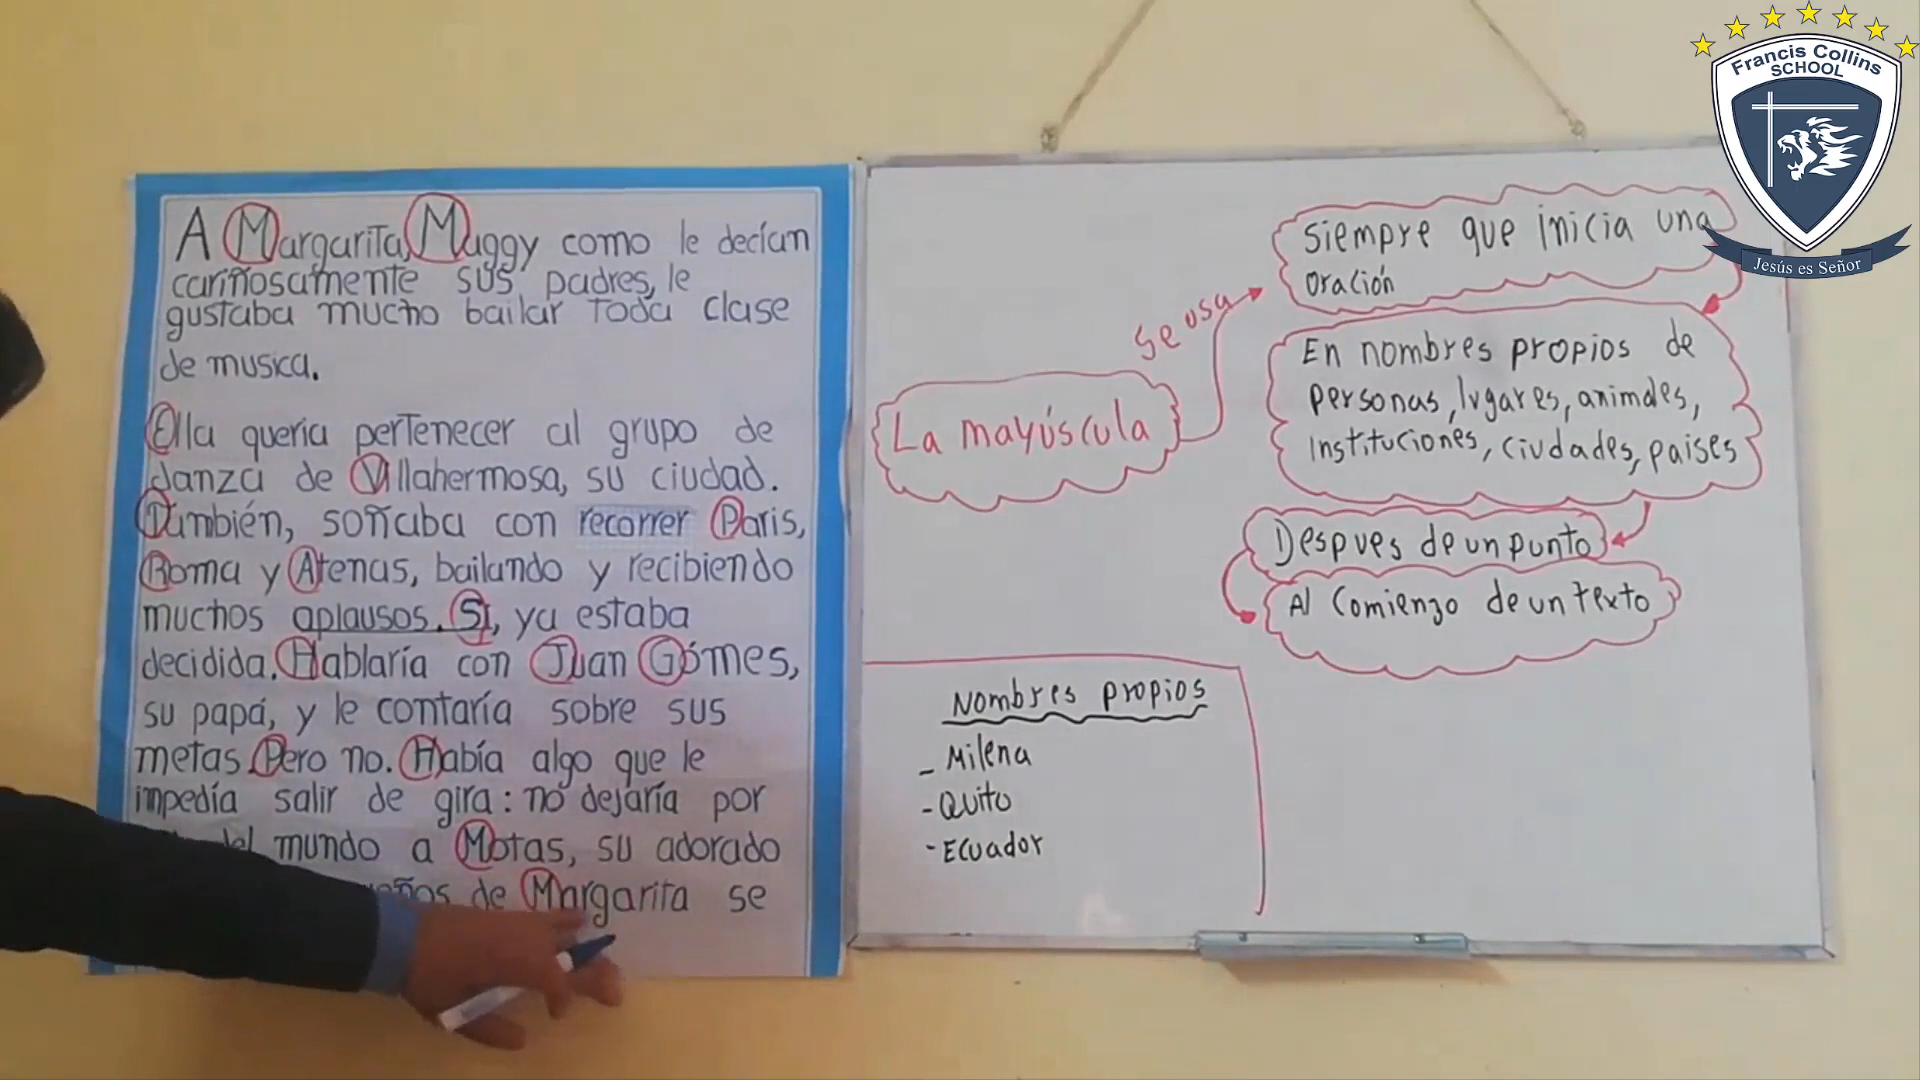 A Margarita, Maggy como le decían
cariñosamente sus padres, le
gustaba mucho bailar toda clase
de musica.
Ella quería pertenecer al grupo de
danza de Villahermosa, su ciudad.
También, soñaba con recorrer Paris,
Roma y Atenas, bailando y recibiendo
muchos aplausos. Sí, ya estaba
decidida. Hablaría con Juan Gómes,
su papá, y le contaría sobre sus
metas. Pero no. Había algo que le
impedía salir de gira: no dejaría por
del mundo a Motas, su adorado
de Margarita se
La mayúscula
Se usa
Siempre que inicia una
oración
En nombres propios de
personas, lugares, animales,
Instituciones, ciudades, paises
Despues de un punto
Al comienzo de un texto
Nombres propios
- Milena
- Quito
- Ecuador
Francis Collins
SCHOOL
Jesús es Señor